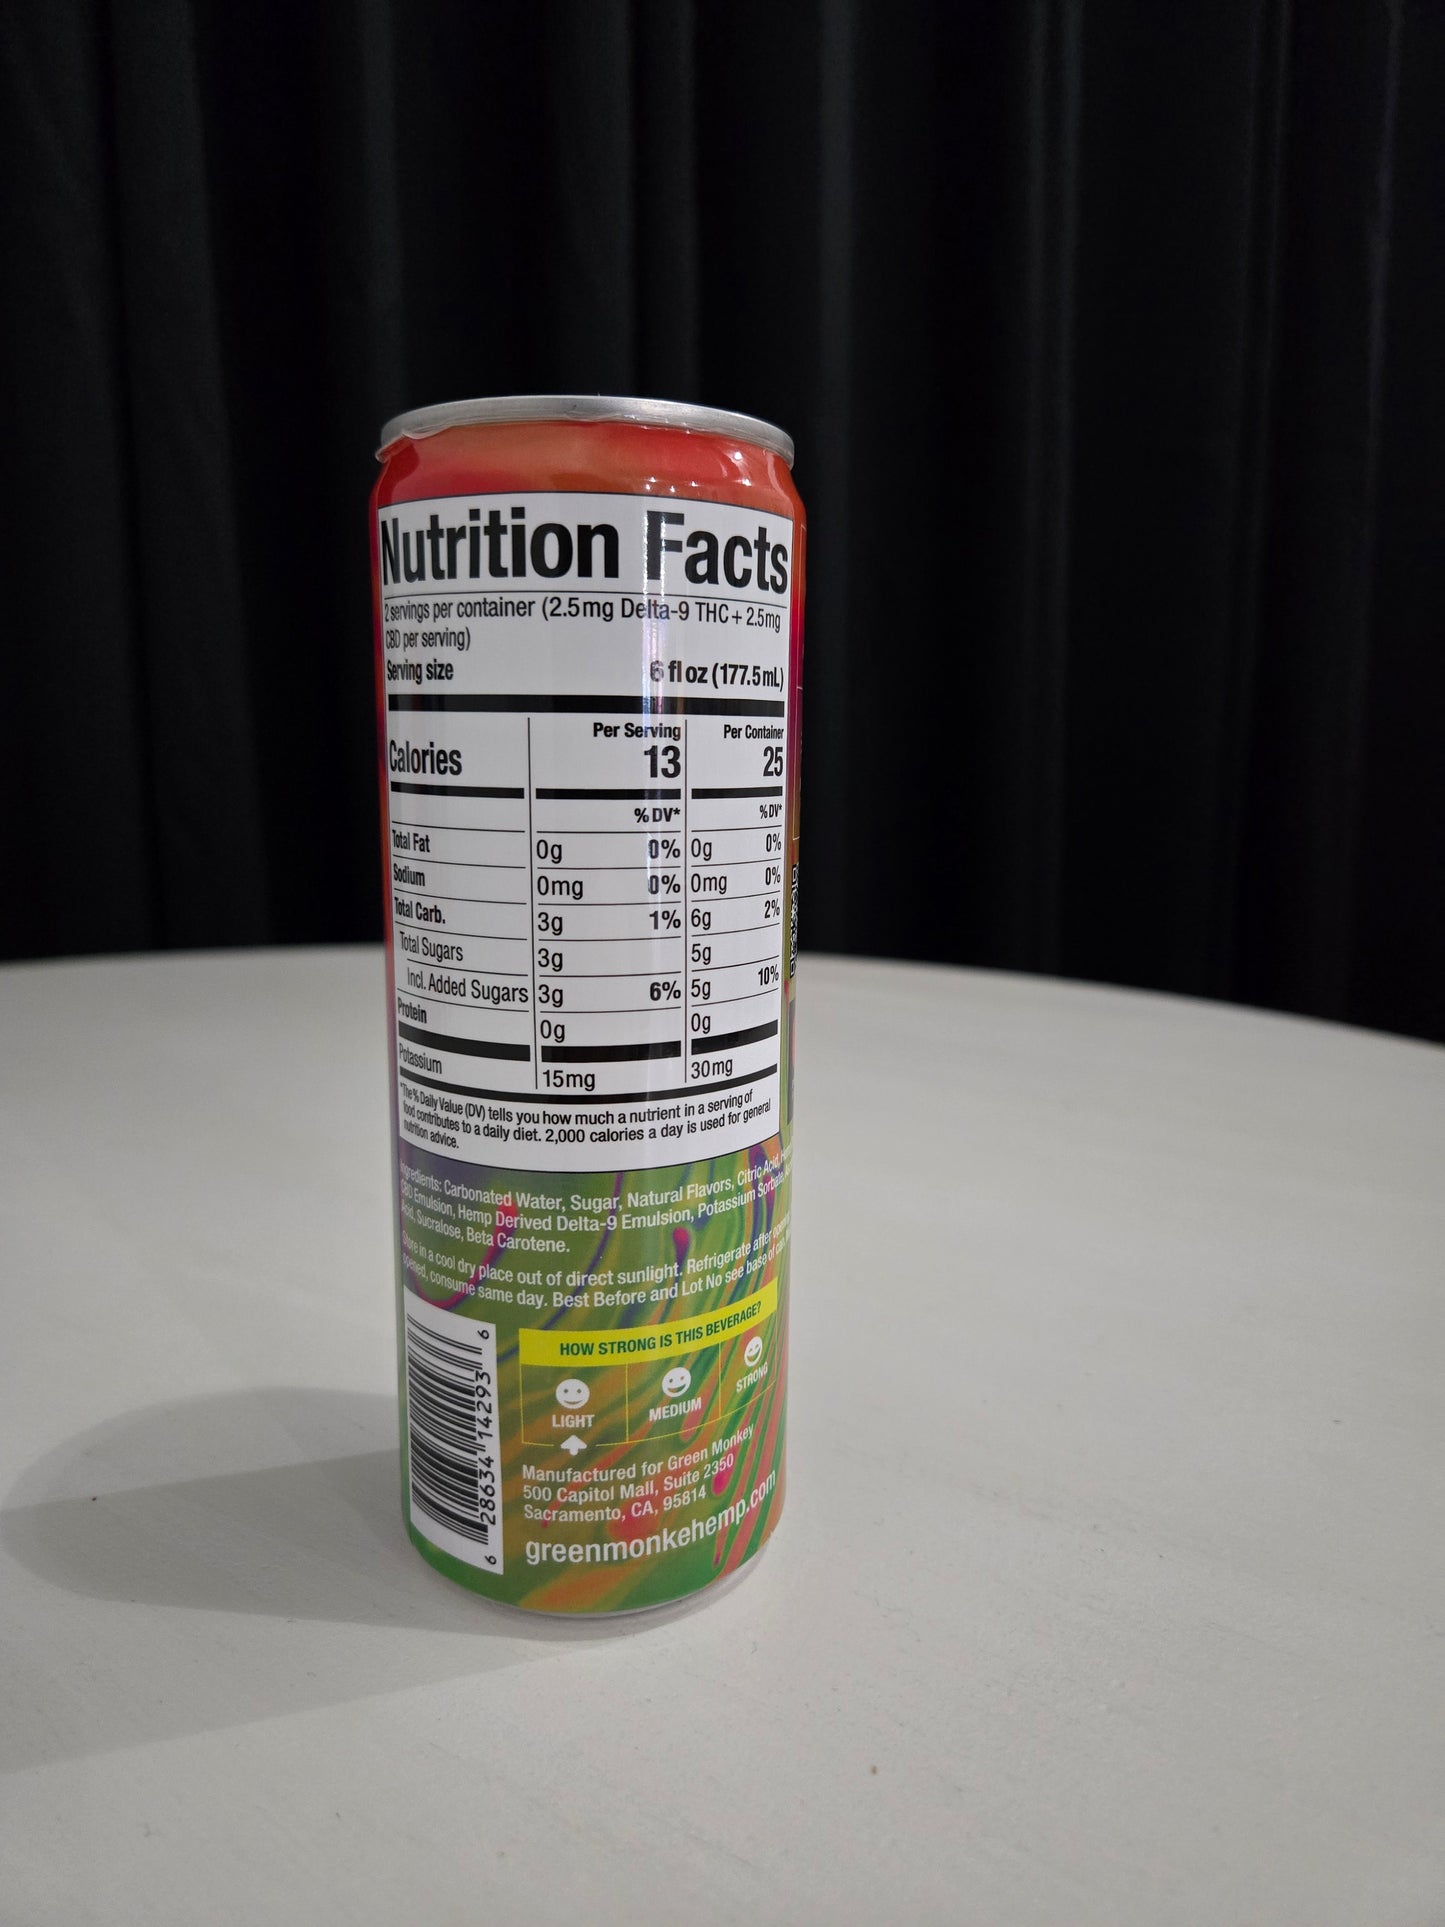 Nutrition Facts
2 servings per container (2.5mg Delta-9 THC + 2.5mg
CBD per serving)
Serving size 6 fl oz (177.5 mL)
Per Serving Per Container
Calories 13 25
% DV* % DV*
Total Fat 0g 0% 0g 0%
Sodium 0mg 0% 0mg 0%
Total Carb. 3g 1% 6g 2%
Total Sugars 3g 5g
Incl. Added Sugars 3g 6% 5g 10%
Protein 0g 0g
Potassium 15mg 30mg
*The % Daily Value (DV) tells you how much a nutrient in a serving of
food contributes to a daily diet. 2,000 calories a day is used for general
nutrition advice.
Ingredients: Carbonated Water, Sugar, Natural Flavors, Citric Acid,
CBD Emulsion, Hemp Derived Delta-9 Emulsion, Potassium Sorbate,
Acid, Sucralose, Beta Carotene.
Store in a cool dry place out of direct sunlight. Refrigerate after opening.
opened, consume same day. Best Before and Lot No see base of can.
HOW STRONG IS THIS BEVERAGE?
LIGHT MEDIUM STRONG
6 28634 14293 6
Manufactured for Green Monkey
500 Capitol Mall, Suite 2350
Sacramento, CA, 95814
greenmonkehemp.com